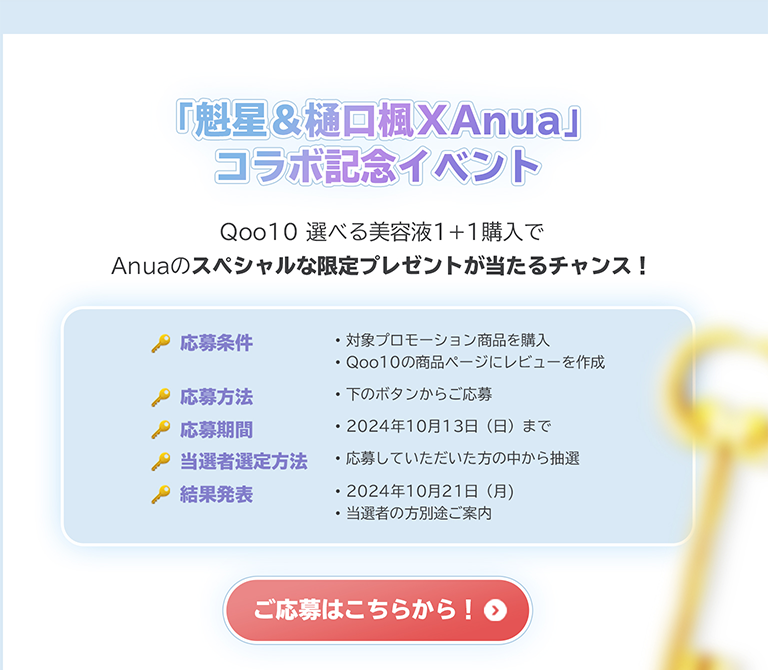 「魁星＆樋口楓XAnua」
コラボ記念イベント
Qoo10 選べる美容液1+1購入で
Anuaのスペシャルな限定プレゼントが当たるチャンス！
応募条件
・対象プロモーション商品を購入
・Qoo10の商品ページにレビューを作成
応募方法
・下のボタンからご応募
応募期間
・2024年10月13日（日）まで
当選者選定方法
・応募していただいた方の中から抽選
結果発表
・2024年10月21日（月)
・当選者の方別途ご案内
ご応募はこちらから！